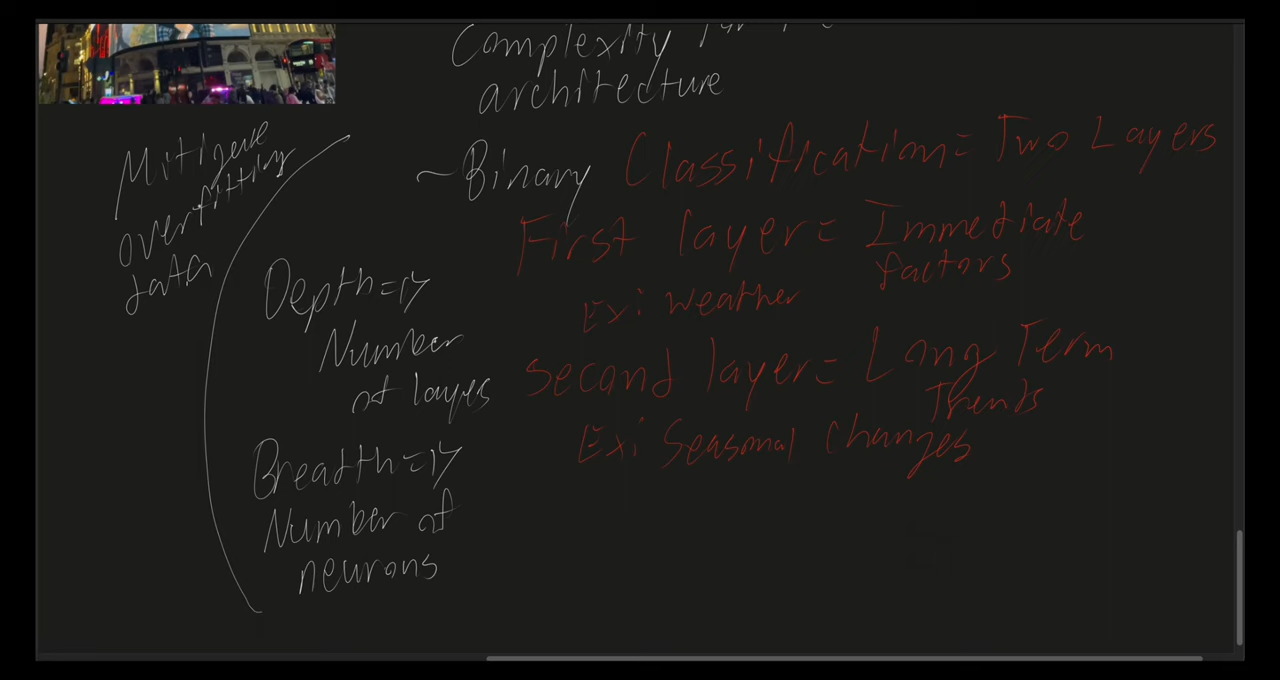 Complexity
architecture
~Binary Classification= Two Layers
First layer= Immediate
factors
Ex: Weather
Second layer= Long Term
Trends
Ex: Seasonal Changes
Mitigate
overfitting
data
Depth=
Number
of layes
Breadth=
Number of
neurons